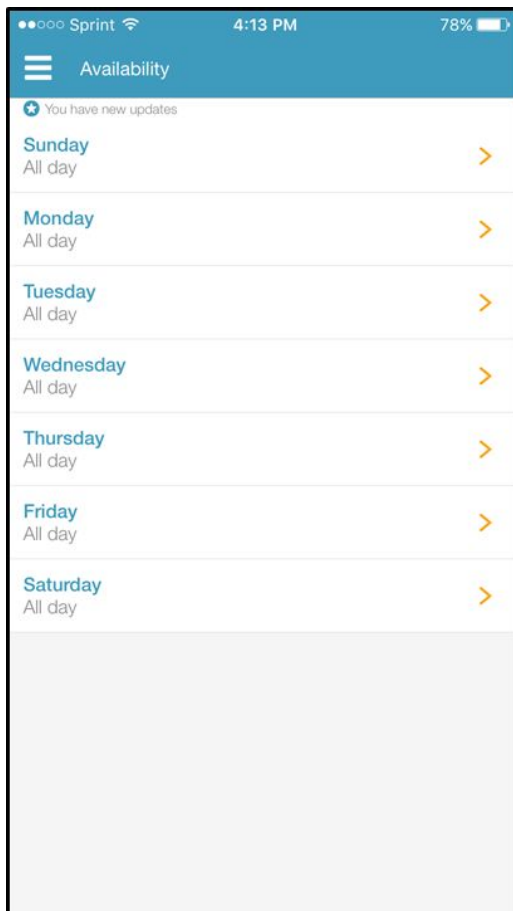 Sprint 4:13 PM 78%
Availability
You have new updates
Sunday
All day
Monday
All day
Tuesday
All day
Wednesday
All day
Thursday
All day
Friday
All day
Saturday
All day